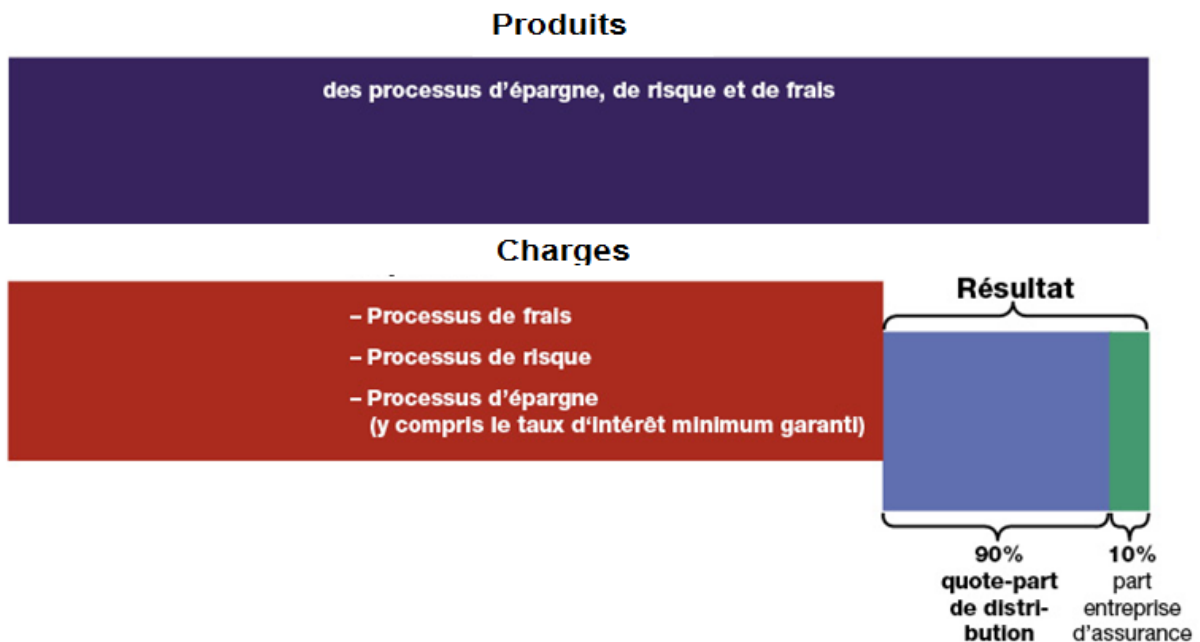 Produits
des processus d'épargne, de risque et de frais
Charges
– Processus de frais
– Processus de risque
– Processus d'épargne
(y compris le taux d'intérêt minimum garanti)
Résultat
90%
quote-part
de distri-
bution
10%
part
entreprise
d'assurance